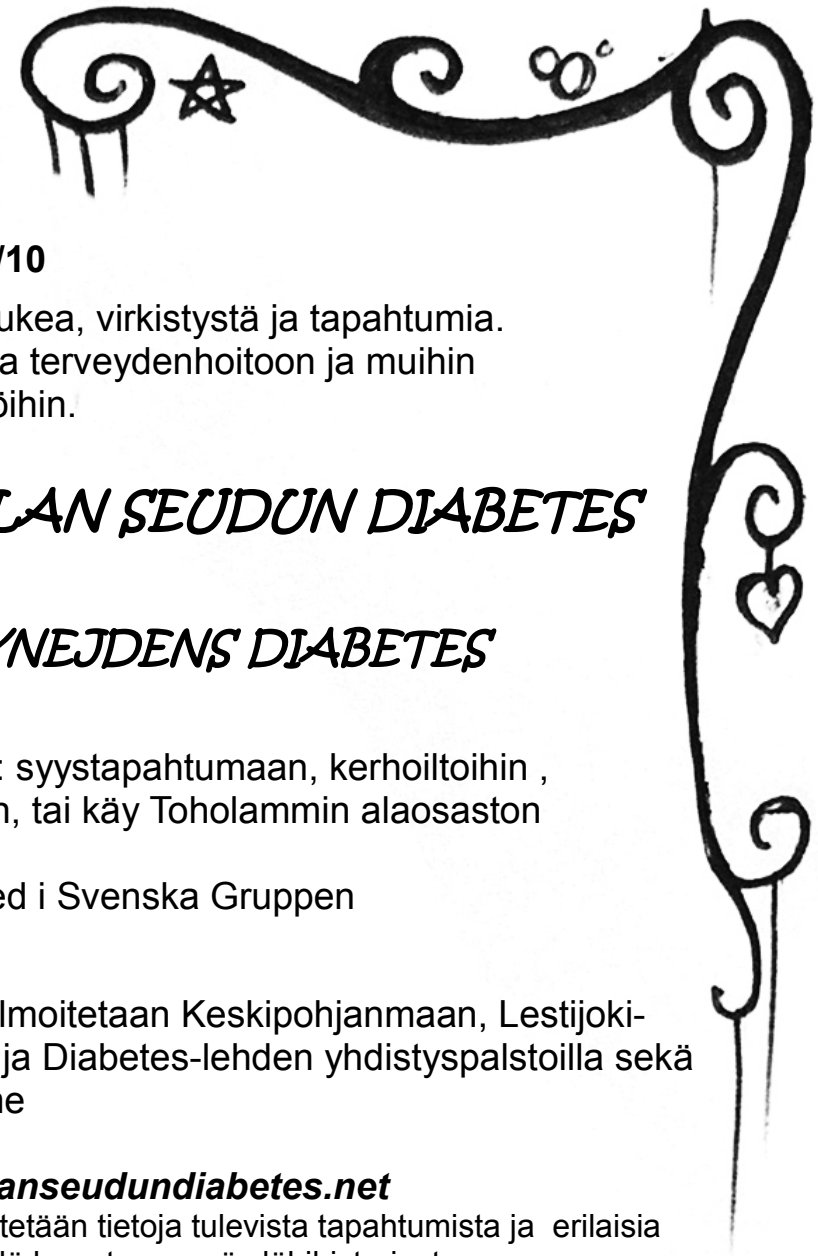 /10
ukea, virkistystä ja tapahtumia.
a terveydenhoitoon ja muihin
öihin.
LAN SEUDUN DIABETES
YNEJDENS DIABETES
: syystapahtumaan, kerhoiltoihin ,
n, tai käy Toholammin alaosaston
ed i Svenska Gruppen
lmoitetaan Keskipohjanmaan, Lestijoki-
ja Diabetes-lehden yhdistyspalstoilla sekä
ne
anseudundiabetes.net
tetään tietoja tulevista tapahtumista ja erilaisia